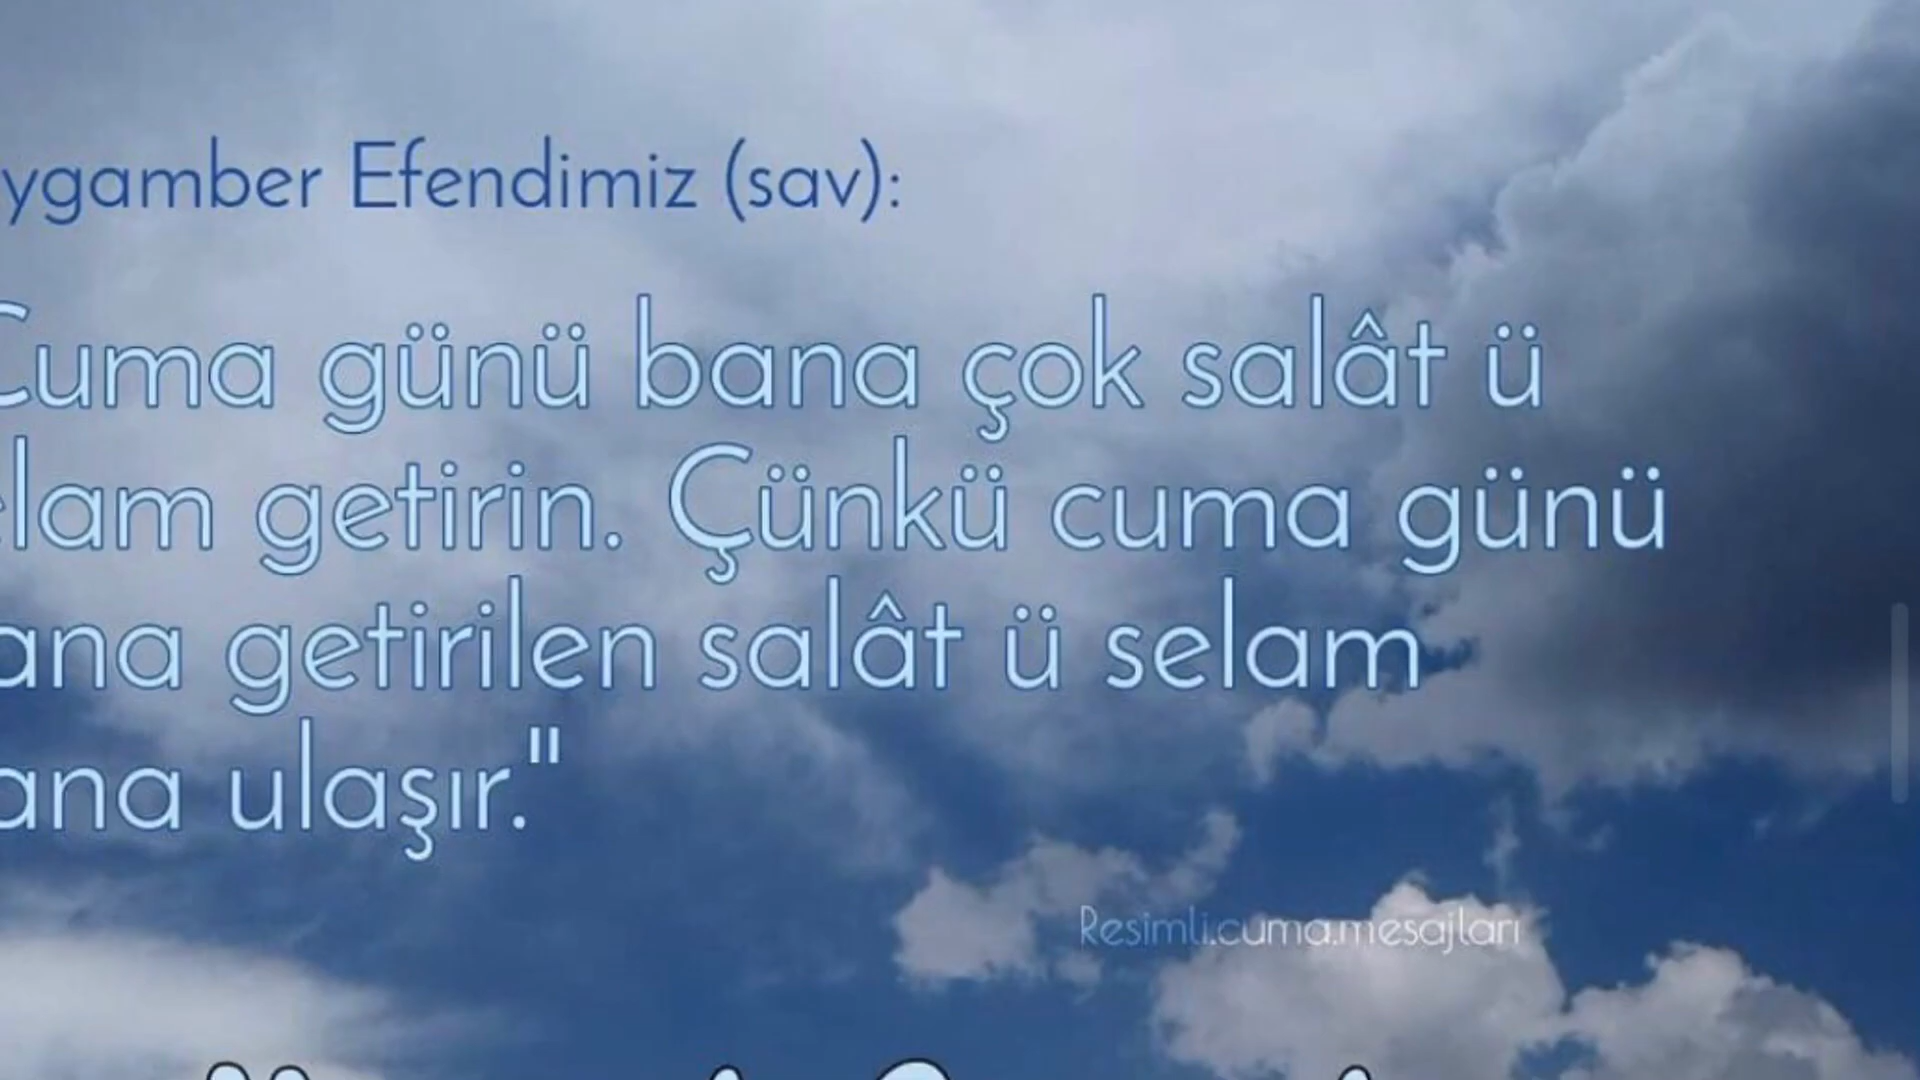 ygamber Efendimiz (sav):
Cuma günü bana çok salât ü
elam getirin. Çünkü cuma günü
ana getirilen salât ü selam
ana ulaşır."
Resimli.cuma.mesajları